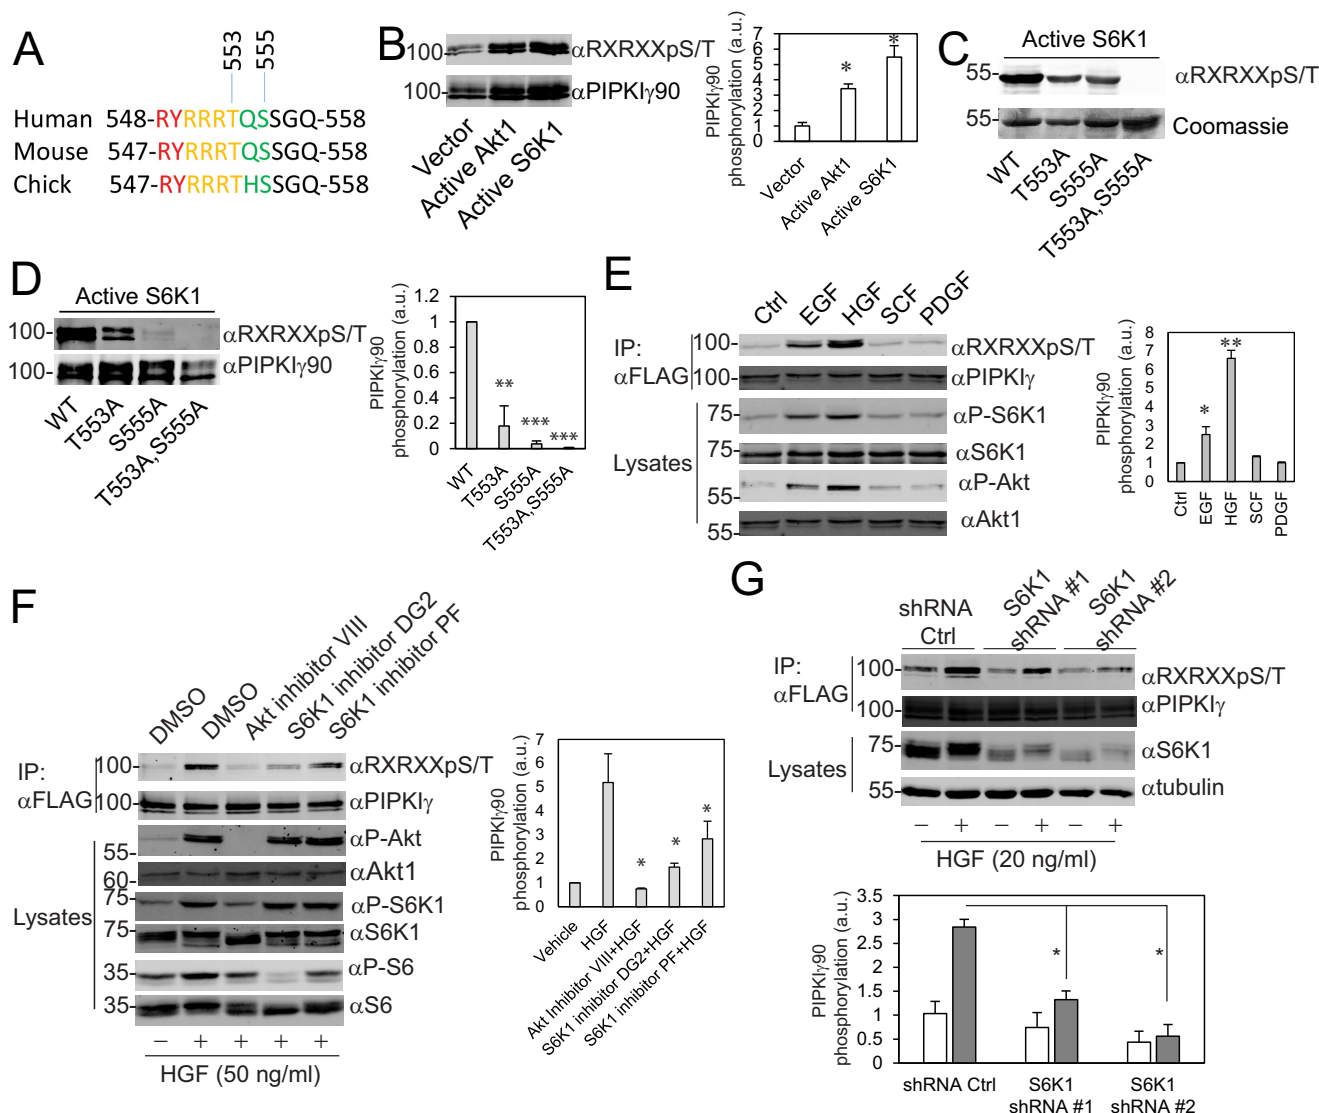 A
553
555
Human 548-RYRRRTQSSGQ-558
Mouse 547-RYRRRTQSSGQ-558
Chick 547-RYRRRTHSSGQ-558
B
100
αRXRXXpS/T
100
αPIPKIγ90
Vector
Active Akt1
Active S6K1
PIPKIγ90
phosphorylation (a.u.)
7
6
5
4
3
2
1
0
*
*
Vector
Active Akt1
Active S6K1
C
Active S6K1
55
αRXRXXpS/T
55
Coomassie
WT
T553A
S555A
T553A,S555A
D
Active S6K1
100
αRXRXXpS/T
100
αPIPKIγ90
WT
T553A
S555A
T553A,S555A
PIPKIγ90
phosphorylation (a.u.)
1.2
1
0.8
0.6
0.4
0.2
0
**
***
***
WT
T553A
S555A
T553A,S555A
E
Ctrl
EGF
HGF
SCF
PDGF
IP:
αFLAG
100
αRXRXXpS/T
100
αPIPKIγ
Lysates
75
αP-S6K1
75
αS6K1
55
αP-Akt
55
αAkt1
PIPKIγ90
phosphorylation (a.u.)
8
7
6
5
4
3
2
1
0
*
**
Ctrl
EGF
HGF
SCF
PDGF
F
DMSO
DMSO
Akt inhibitor VIII
S6K1 inhibitor DG2
S6K1 inhibitor PF
IP:
αFLAG
100
αRXRXXpS/T
100
αPIPKIγ
Lysates
55
αP-Akt
60
αAkt1
75
αP-S6K1
75
αS6K1
35
αP-S6
35
αS6
− + + + +
HGF (50 ng/ml)
PIPKIγ90
phosphorylation (a.u.)
7
6
5
4
3
2
1
0
*
*
*
Vehicle
HGF
Akt Inhibitor VIII+HGF
S6K1 inhibitor DG2+HGF
S6K1 inhibitor PF+HGF
G
shRNA
Ctrl
S6K1
shRNA #1
S6K1
shRNA #2
IP:
αFLAG
100
αRXRXXpS/T
100
αPIPKIγ
Lysates
75
αS6K1
55
αtubulin
− + − + − +
HGF (20 ng/ml)
PIPKIγ90
phosphorylation (a.u.)
3.5
3
2.5
2
1.5
1
0.5
0
*
*
shRNA Ctrl
S6K1
shRNA #1
S6K1
shRNA #2